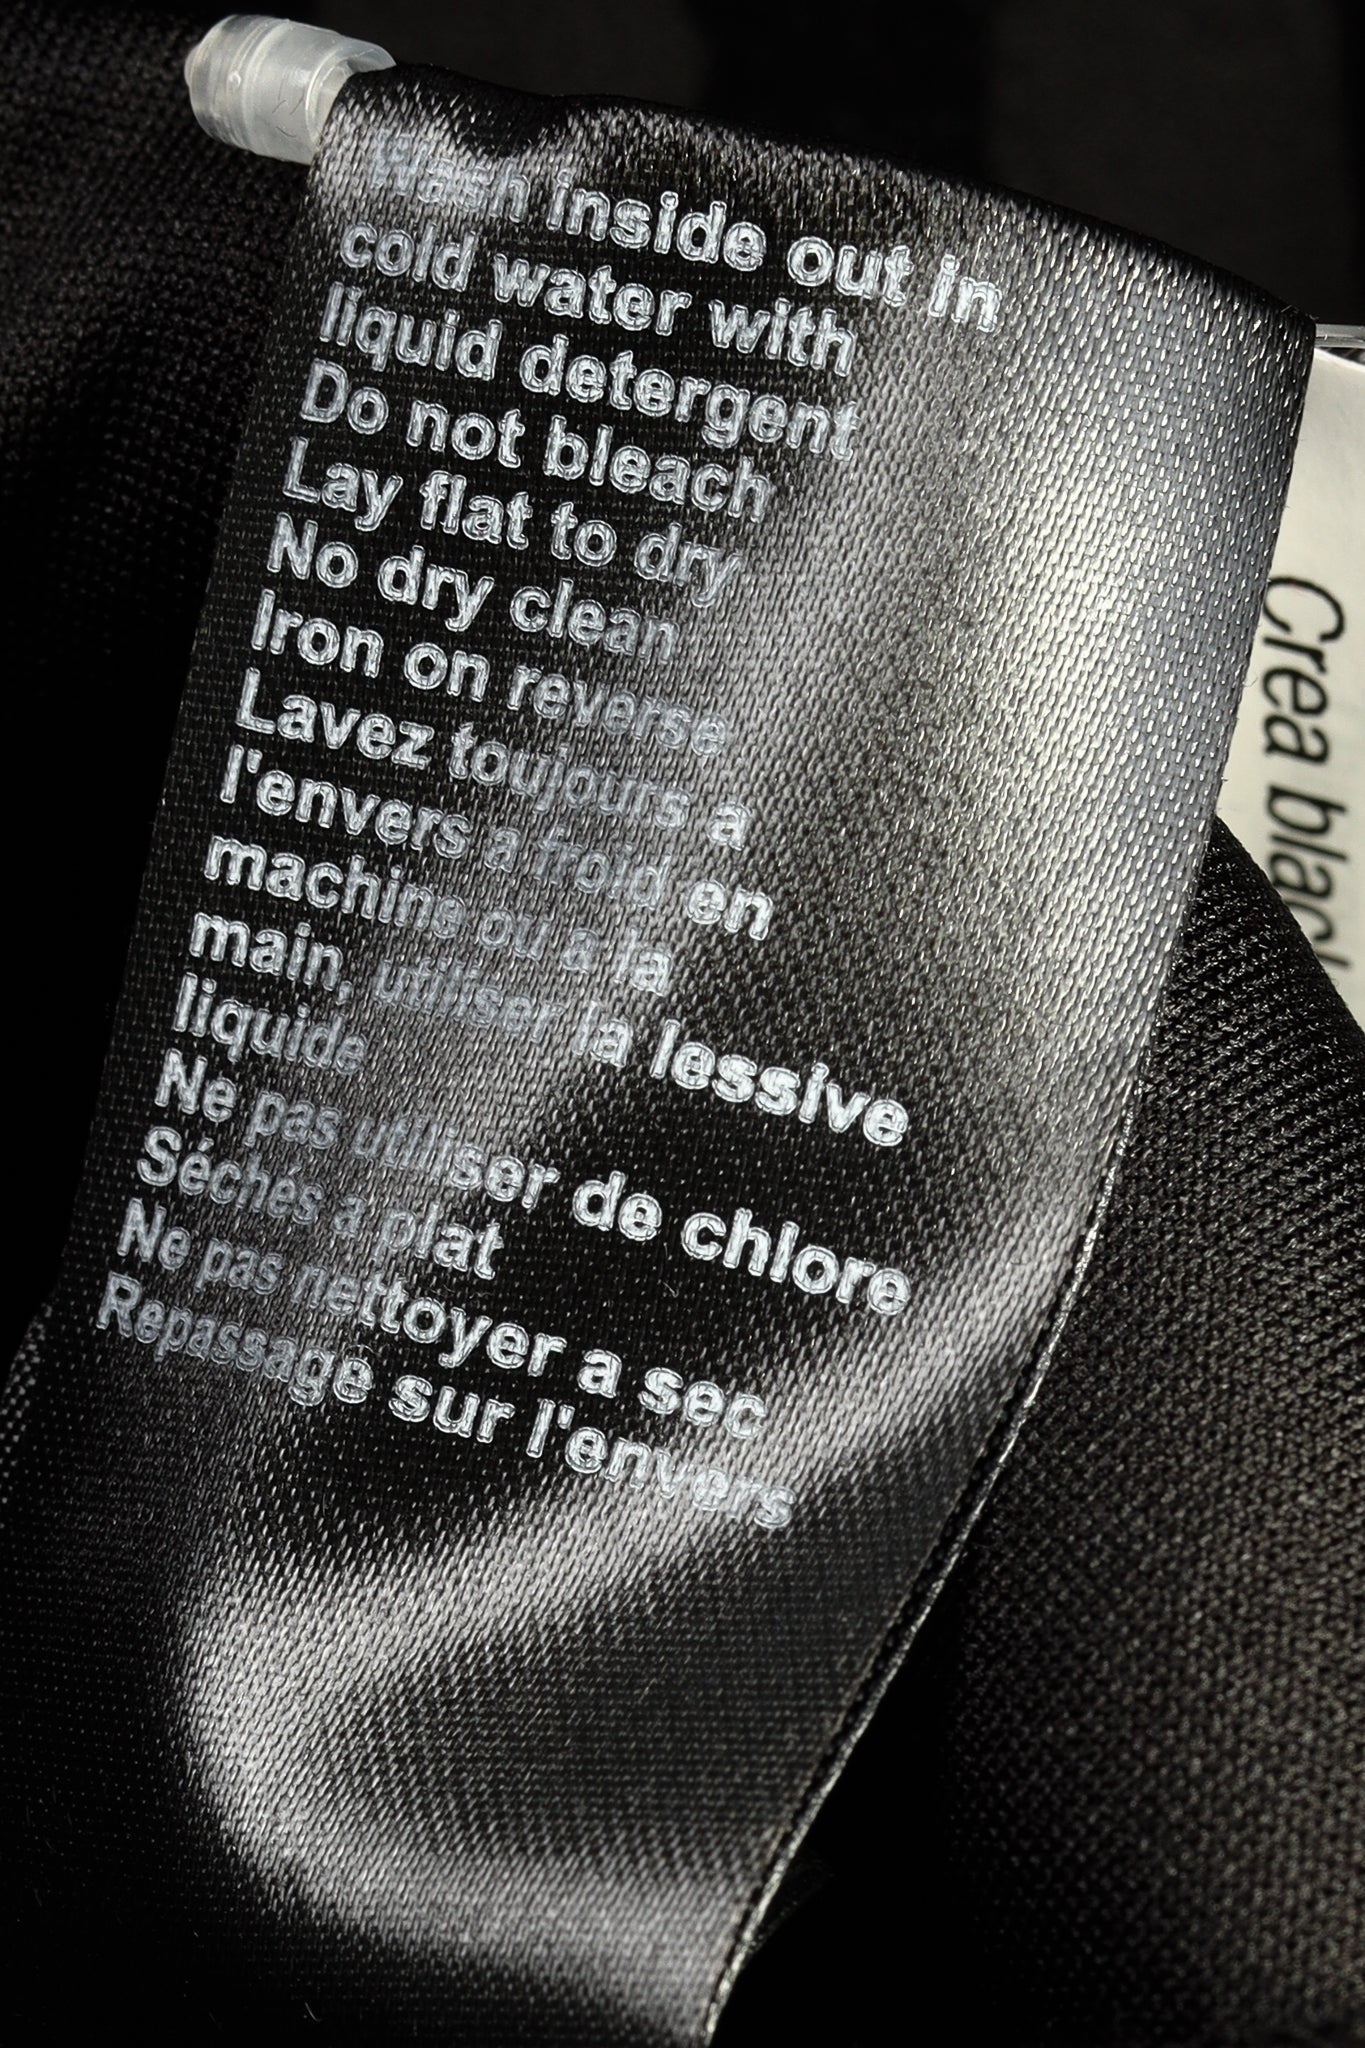 Wash inside out in
cold water with
liquid detergent
Do not bleach
Lay flat to dry
No dry clean
Iron on reverse
Lavez toujours a
l'envers a froid en
machine ou a la
main, utiliser la lessive
liquide
Ne pas utiliser de chlore
Séchés a plat
Ne pas nettoyer a sec
Repassage sur l'envers
Crea